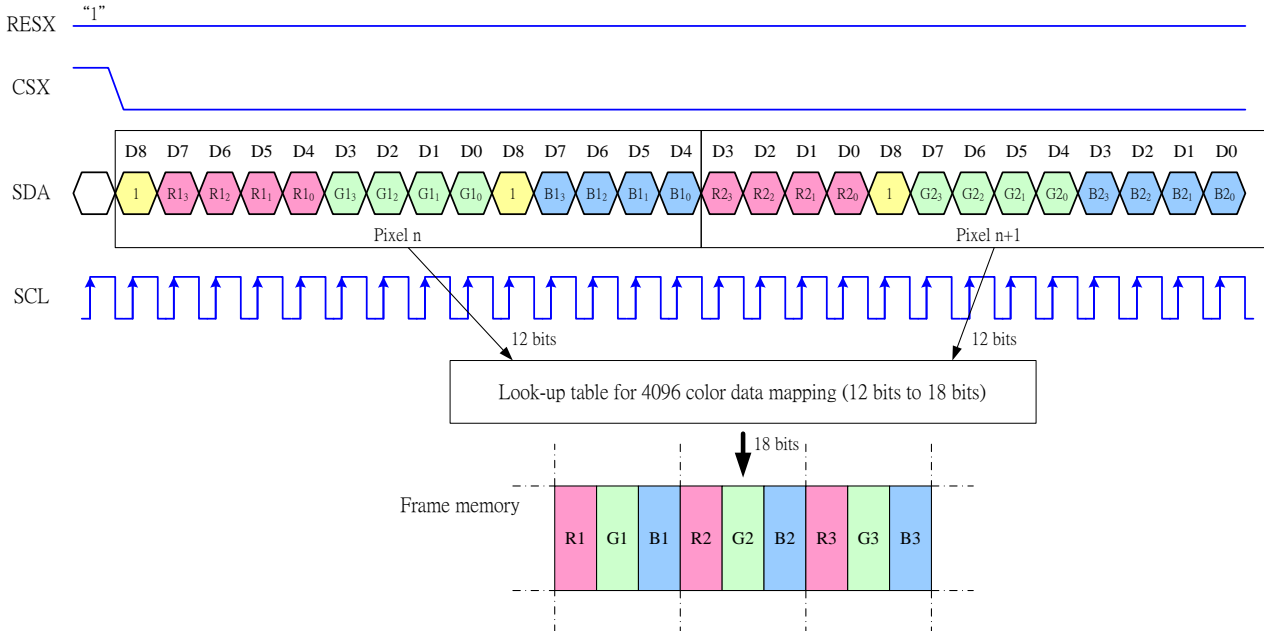 RESX “1”
CSX
D8 D7 D6 D5 D4 D3 D2 D1 D0 D8 D7 D6 D5 D4 D3 D2 D1 D0 D8 D7 D6 D5 D4 D3 D2 D1 D0
SDA 1 R1₃ R1₂ R1₁ R1₀ G1₃ G1₂ G1₁ G1₀ 1 B1₃ B1₂ B1₁ B1₀ R2₃ R2₂ R2₁ R2₀ 1 G2₃ G2₂ G2₁ G2₀ B2₃ B2₂ B2₁ B2₀
Pixel n Pixel n+1
SCL
12 bits 12 bits
Look-up table for 4096 color data mapping (12 bits to 18 bits)
18 bits
Frame memory
R1 G1 B1 R2 G2 B2 R3 G3 B3